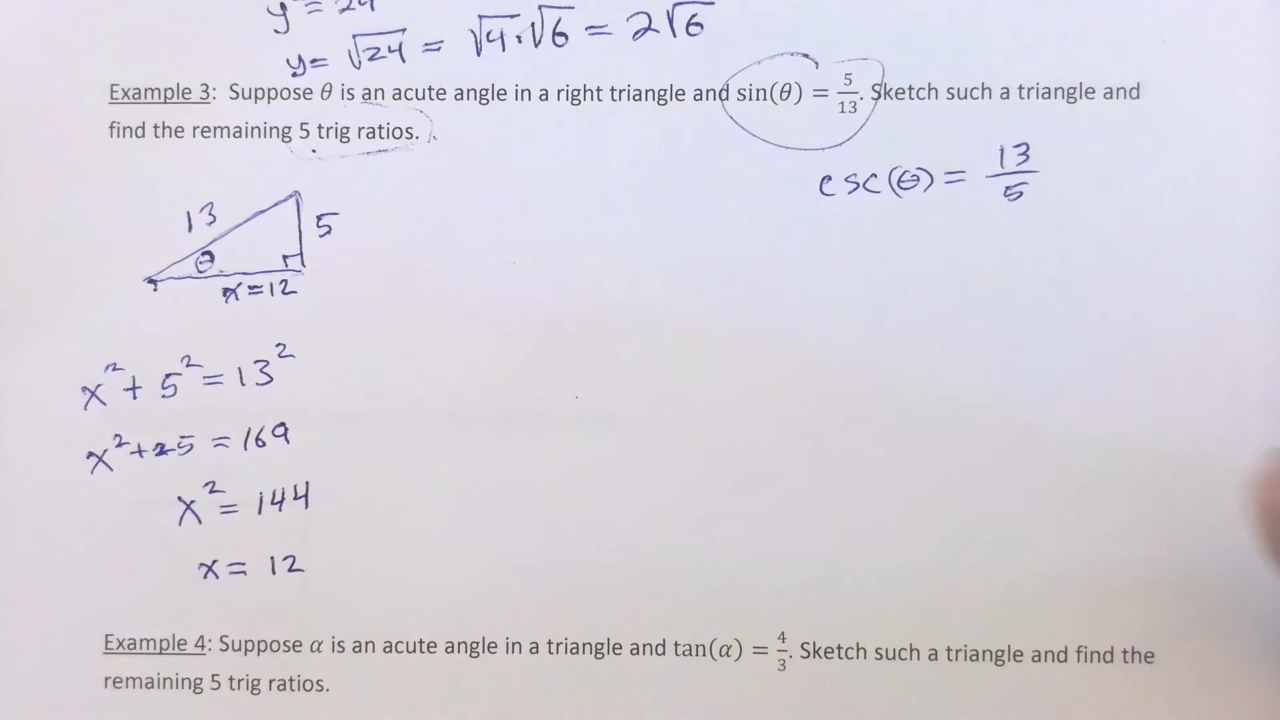 y² = 24
y = √24 = √4·√6 = 2√6
Example 3: Suppose θ is an acute angle in a right triangle and sin(θ) = 5/13. Sketch such a triangle and
find the remaining 5 trig ratios.
csc(θ) = 13/5
13
5
θ
x=12
x² + 5² = 13²
x² + 25 = 169
x² = 144
x = 12
Example 4: Suppose α is an acute angle in a triangle and tan(α) = 4/3. Sketch such a triangle and find the
remaining 5 trig ratios.